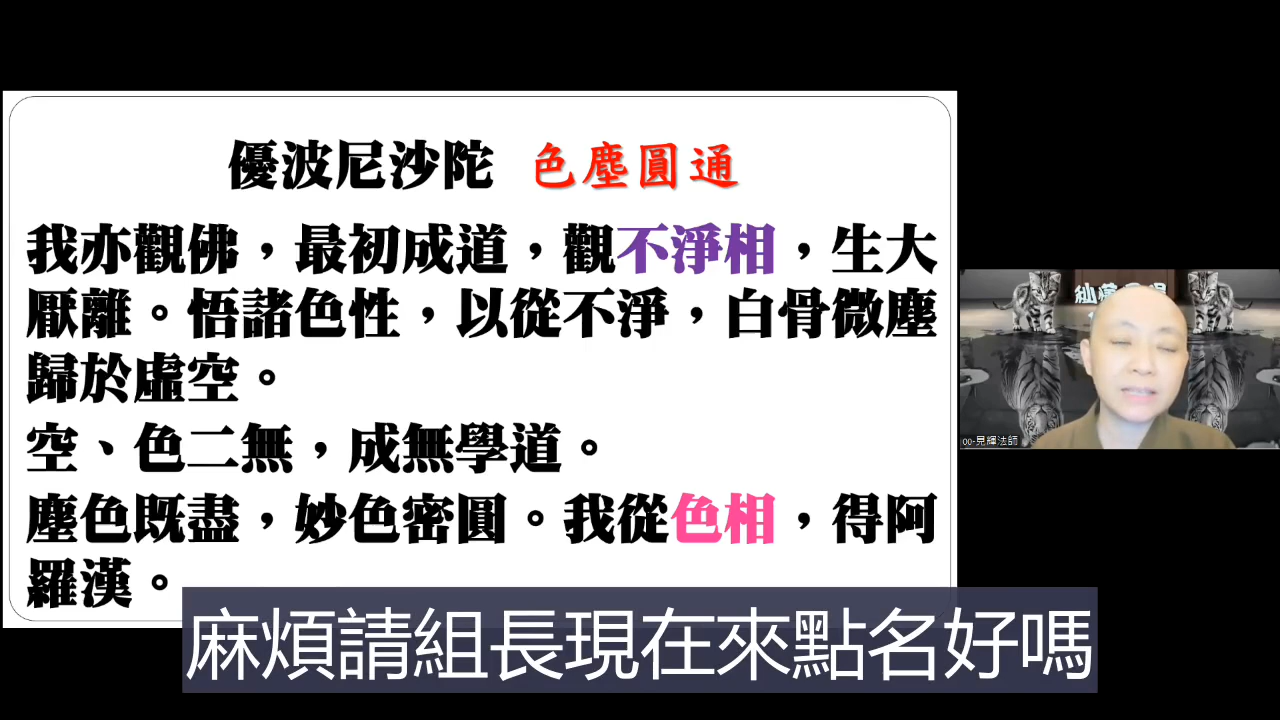 優波尼沙陀 色塵圓通
我亦觀佛，最初成道，觀不淨相，生大
厭離。悟諸色性，以從不淨，白骨微塵
歸於虛空。
空、色二無，成無學道。
塵色既盡，妙色密圓。我從色相，得阿
羅漢。
00-見輝法師
麻煩請組長現在來點名好嗎